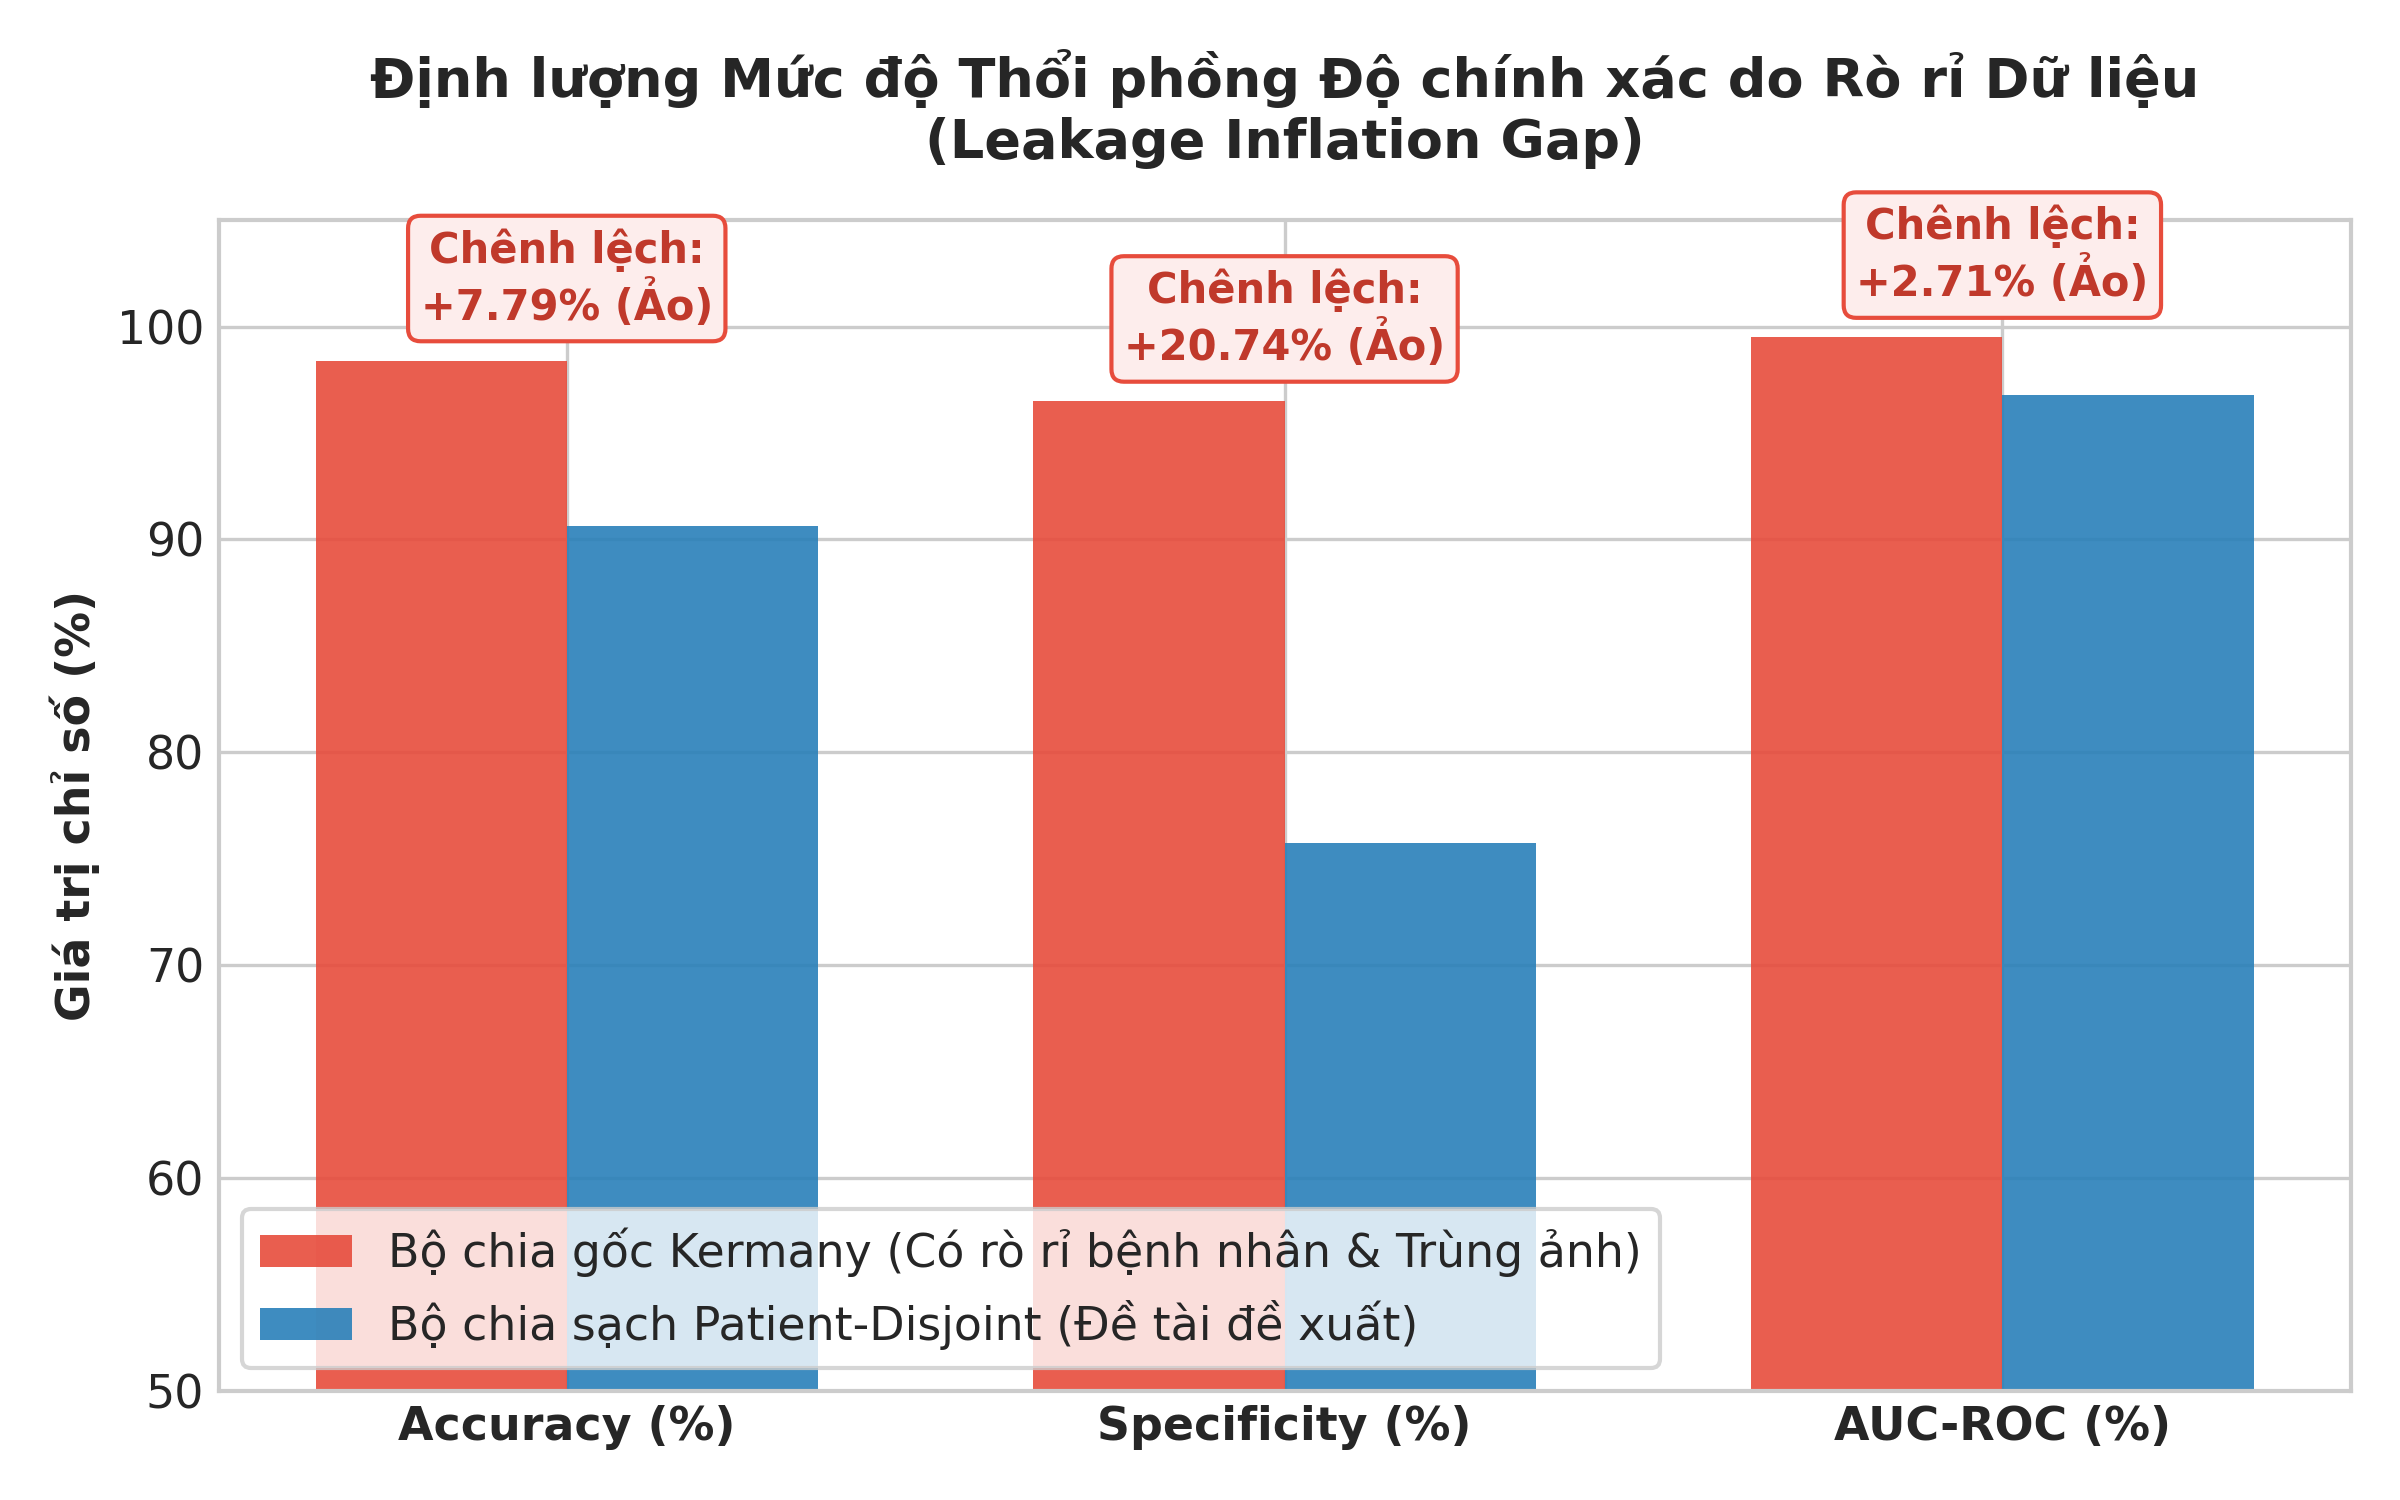 Định lượng Mức độ Thổi phồng Độ chính xác do Rò rỉ Dữ liệu
(Leakage Inflation Gap)
Chênh lệch:
+7.79% (Ảo)
Chênh lệch:
+20.74% (Ảo)
Chênh lệch:
+2.71% (Ảo)
Giá trị chỉ số (%)
100
90
80
70
60
50
Bộ chia gốc Kermany (Có rò rỉ bệnh nhân & Trùng ảnh)
Bộ chia sạch Patient-Disjoint (Đề tài đề xuất)
Accuracy (%)
Specificity (%)
AUC-ROC (%)